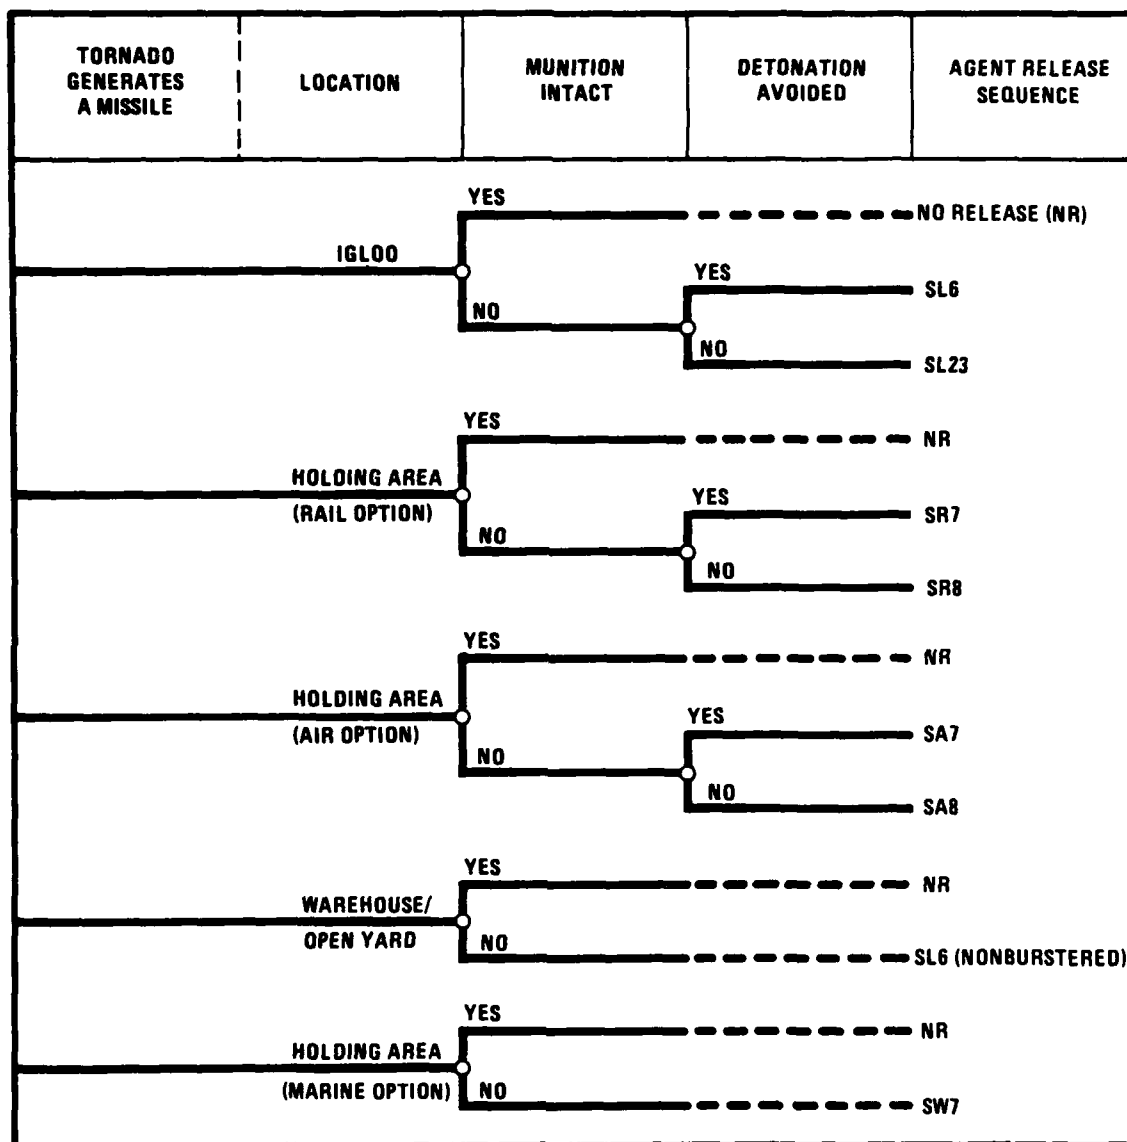 TORNADO
GENERATES
A MISSILE
LOCATION
MUNITION
INTACT
DETONATION
AVOIDED
AGENT RELEASE
SEQUENCE
YES
NO RELEASE (NR)
IGLOO
YES
SL6
NO
NO
SL23
YES
NR
HOLDING AREA
(RAIL OPTION)
YES
SR7
NO
NO
SR8
YES
NR
HOLDING AREA
(AIR OPTION)
YES
SA7
NO
NO
SA8
YES
NR
WAREHOUSE/
OPEN YARD
NO
SL6 (NONBURSTERED)
YES
NR
HOLDING AREA
(MARINE OPTION)
NO
SW7